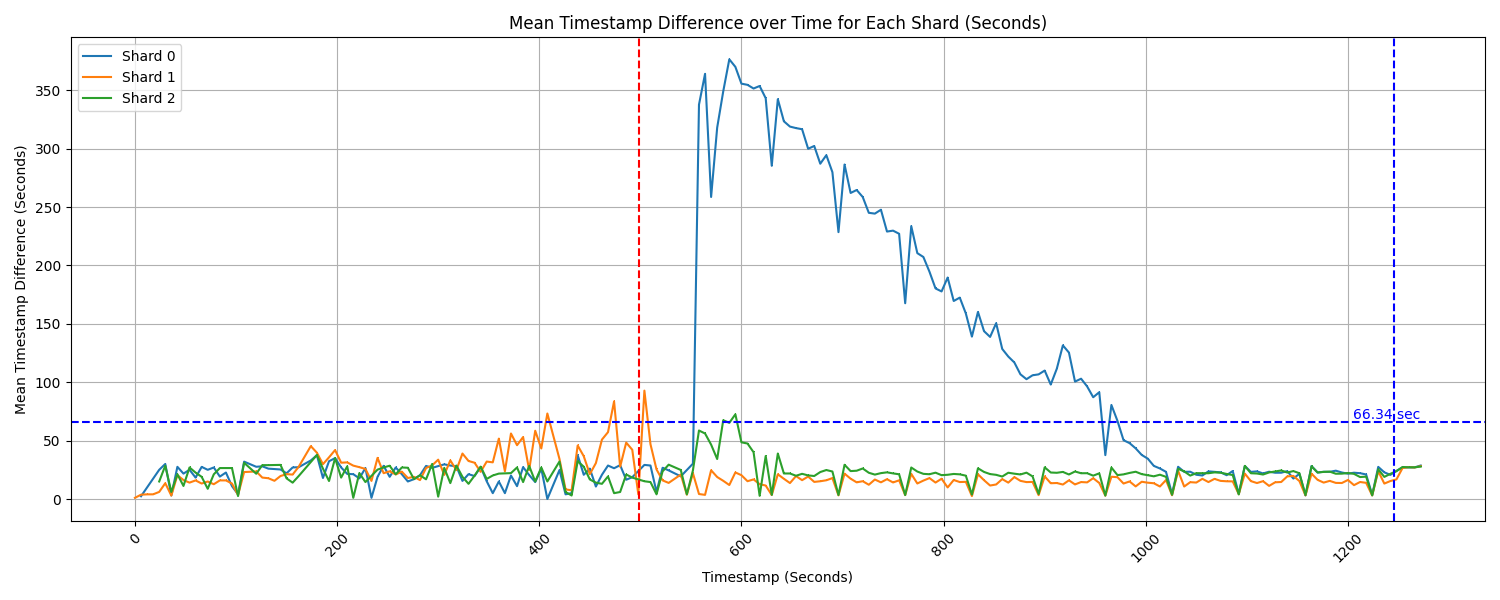 Mean Timestamp Difference over Time for Each Shard (Seconds)
Shard 0
Shard 1
Shard 2
Mean Timestamp Difference (Seconds)
350
300
250
200
150
100
50
0
66.34 sec
0
200
400
600
800
1000
1200
Timestamp (Seconds)